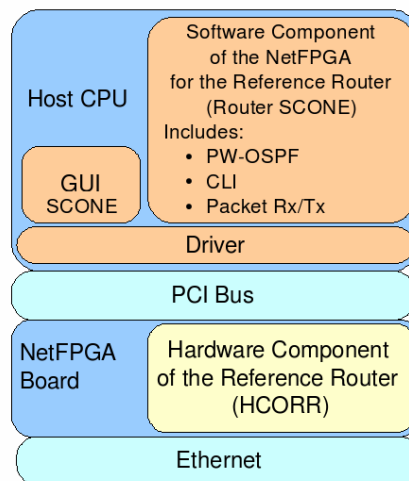 Host CPU
Software Component
of the NetFPGA
for the Reference Router
(Router SCONE)
Includes:
• PW-OSPF
• CLI
• Packet Rx/Tx
GUI
SCONE
Driver
PCI Bus
NetFPGA
Board
Hardware Component
of the Reference Router
(HCORR)
Ethernet